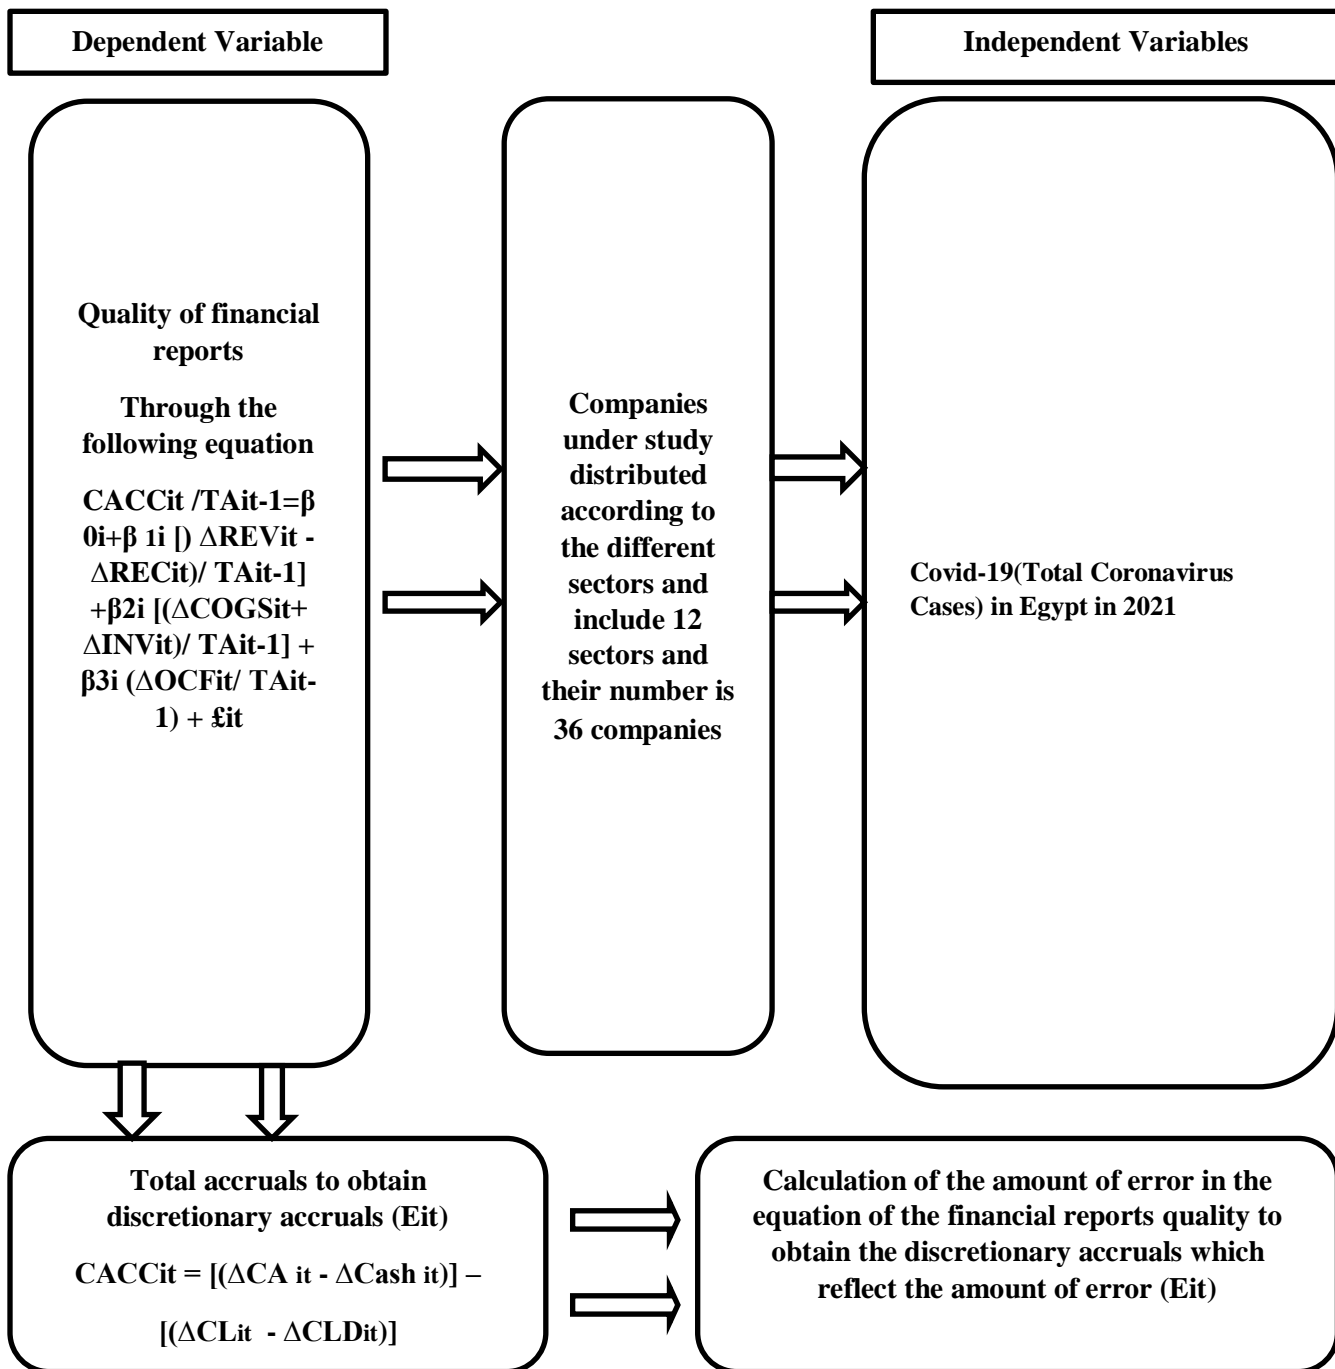 Dependent Variable
Independent Variables
Quality of financial
reports
Through the
following equation
CACCit /TAit-1=β
0i+β 1i [) ∆REVit -
∆RECit)/ TAit-1]
+β2i [(∆COGSit+
∆INVit)/ TAit-1] +
β3i (∆OCFit/ TAit-
1) + £it
Companies
under study
distributed
according to
the different
sectors and
include 12
sectors and
their number is
36 companies
Covid-19(Total Coronavirus
Cases) in Egypt in 2021
Total accruals to obtain
discretionary accruals (Eit)
CACCit = [(∆CA it - ∆Cash it)] –
[(∆CLit - ∆CLDit)]
Calculation of the amount of error in the
equation of the financial reports quality to
obtain the discretionary accruals which
reflect the amount of error (Eit)